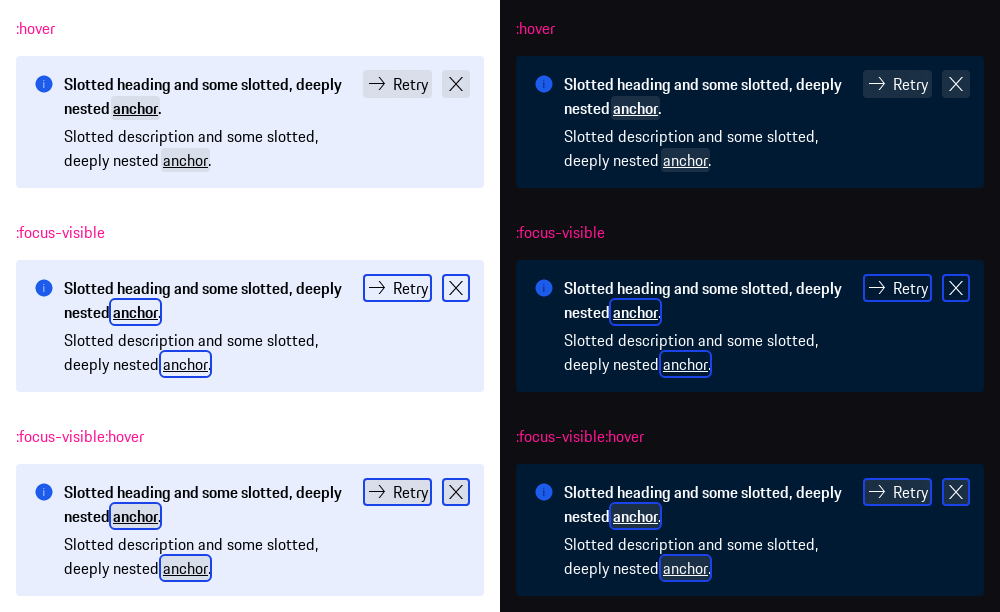 :hover
Slotted heading and some slotted, deeply
nested anchor.
Retry
Slotted description and some slotted,
deeply nested anchor.
:focus-visible
Slotted heading and some slotted, deeply
nested anchor.
Retry
Slotted description and some slotted,
deeply nested anchor.
:focus-visible:hover
Slotted heading and some slotted, deeply
nested anchor.
Retry
Slotted description and some slotted,
deeply nested anchor.
:hover
Slotted heading and some slotted, deeply
nested anchor.
Retry
Slotted description and some slotted,
deeply nested anchor.
:focus-visible
Slotted heading and some slotted, deeply
nested anchor.
Retry
Slotted description and some slotted,
deeply nested anchor.
:focus-visible:hover
Slotted heading and some slotted, deeply
nested anchor.
Retry
Slotted description and some slotted,
deeply nested anchor.